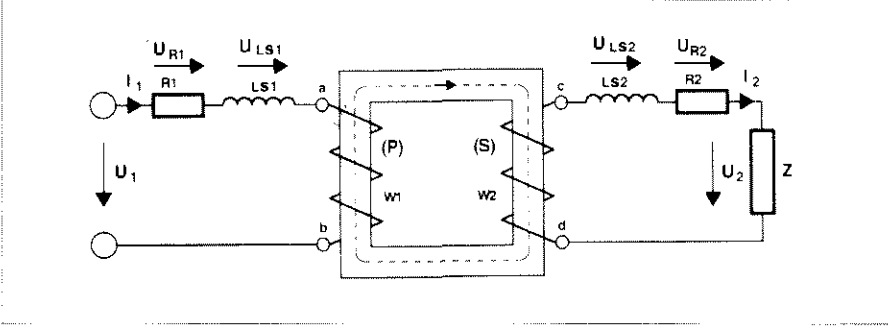 U R1
U LS1
U LS2
U R2
I 1
R1
LS1
a
c
LS2
R2
I 2
(P)
(S)
U 1
U 2
Z
W1
W2
b
d